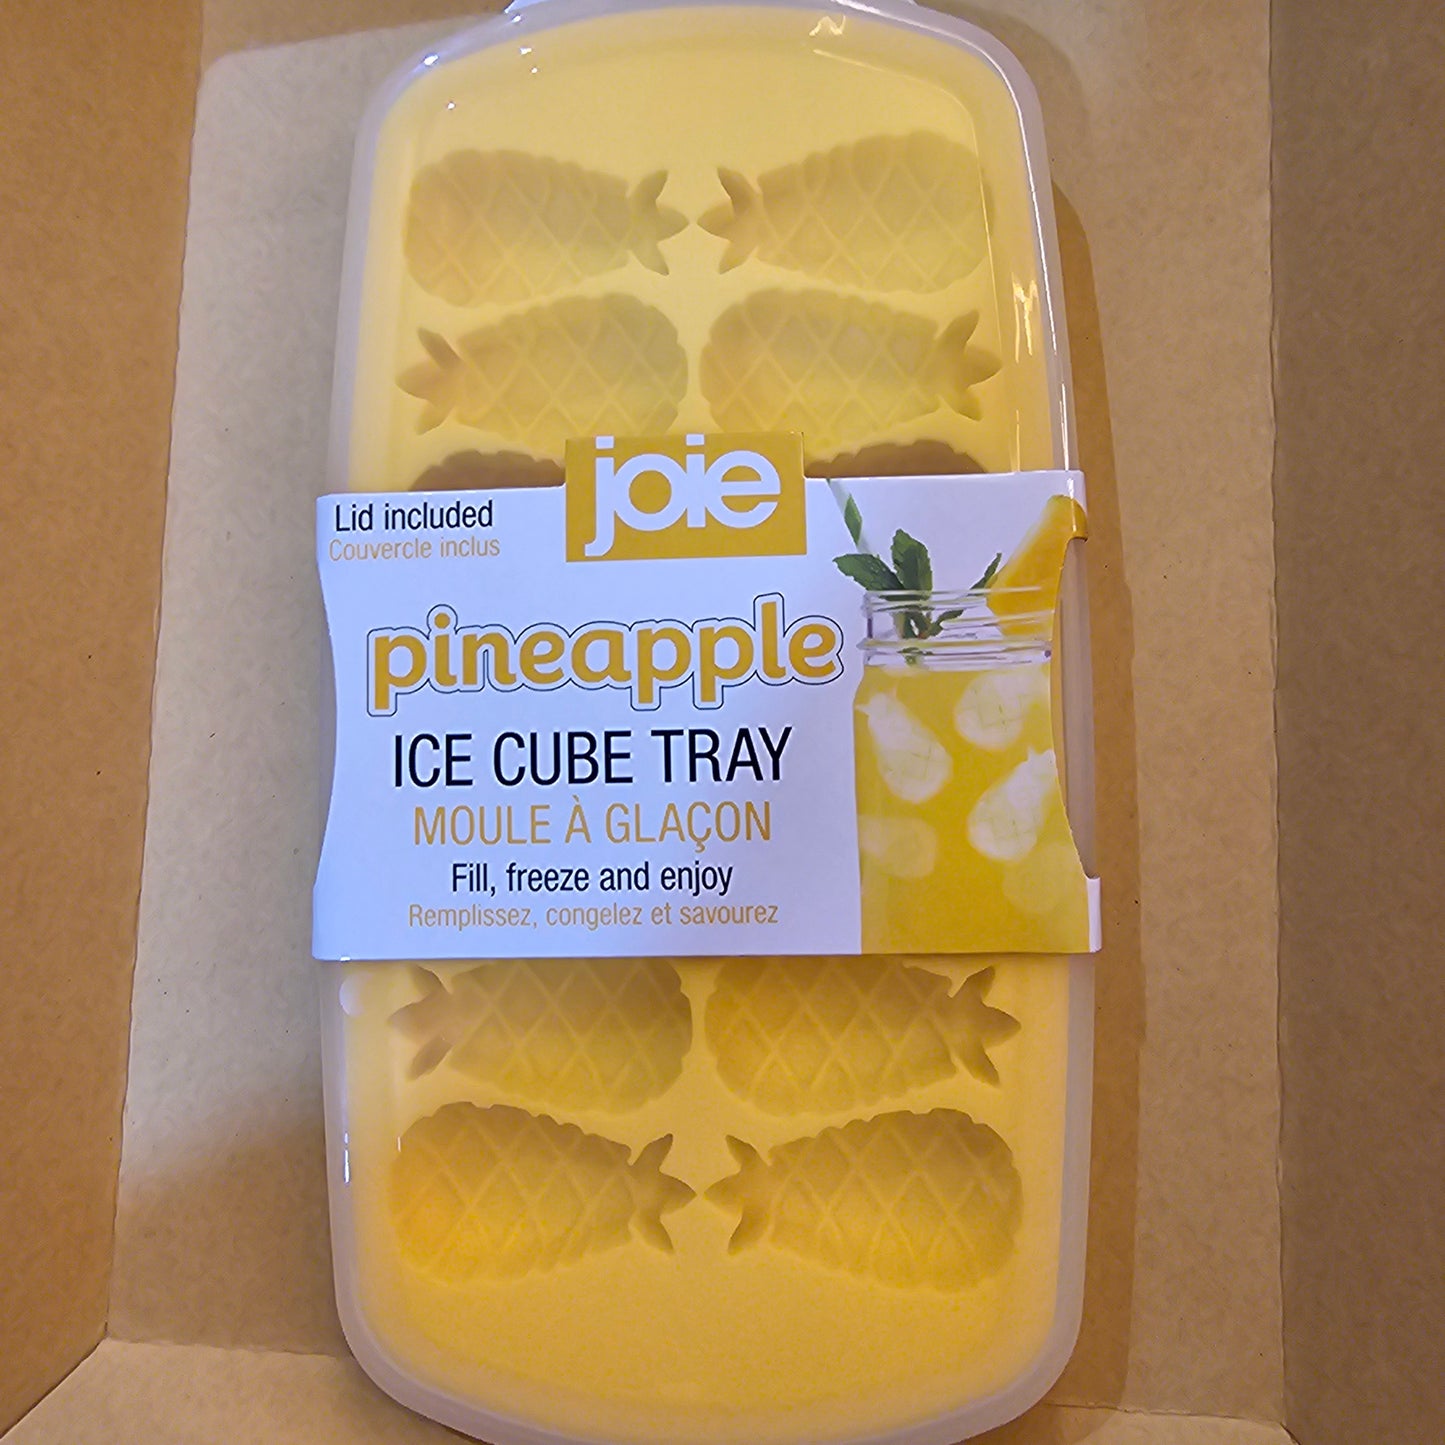 joie
Lid included
Couvercle inclus
pineapple
ICE CUBE TRAY
MOULE À GLAÇON
Fill, freeze and enjoy
Remplissez, congelez et savourez